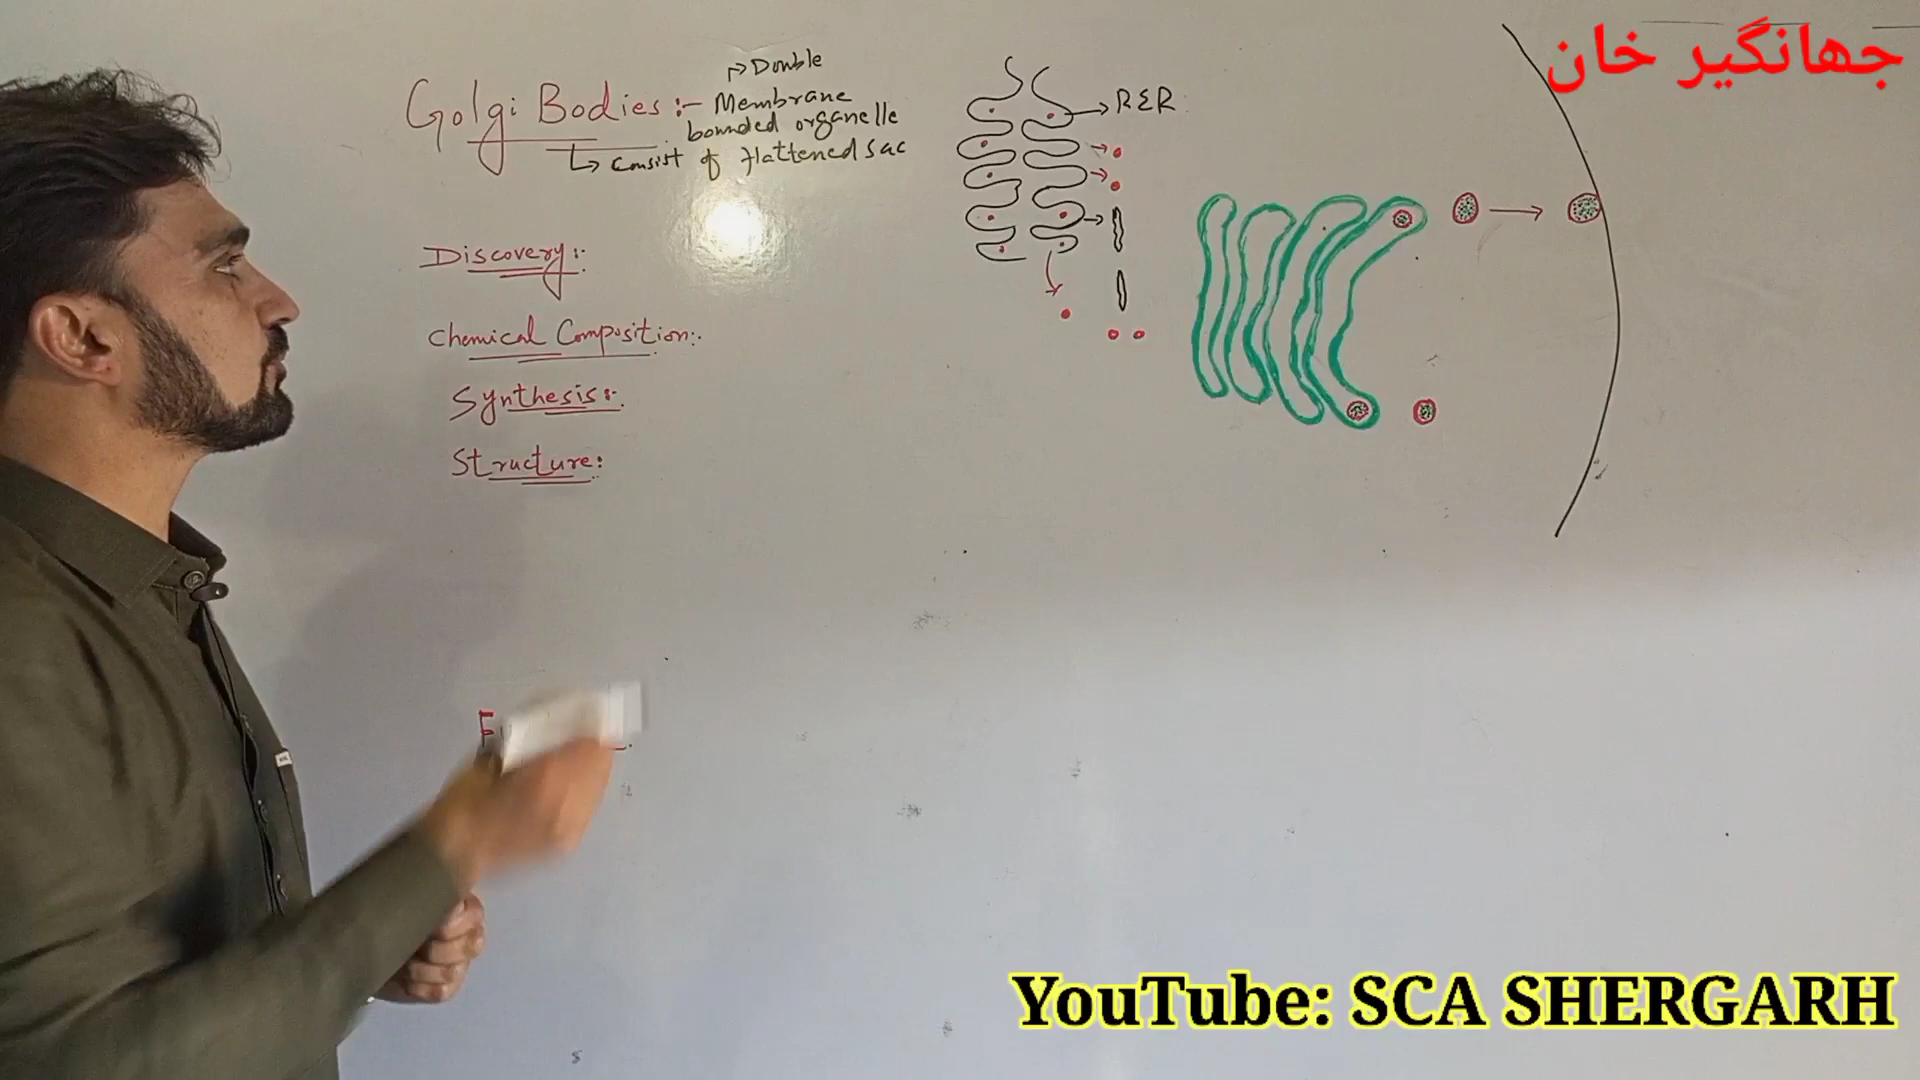 جهانگیر خان
Double
Golgi Bodies :- Membrane
bounded organelle
consist of flattened sac
RER
Discovery:-
Chemical Composition:-
Synthesis:-
Structure:
YouTube: SCA SHERGARH